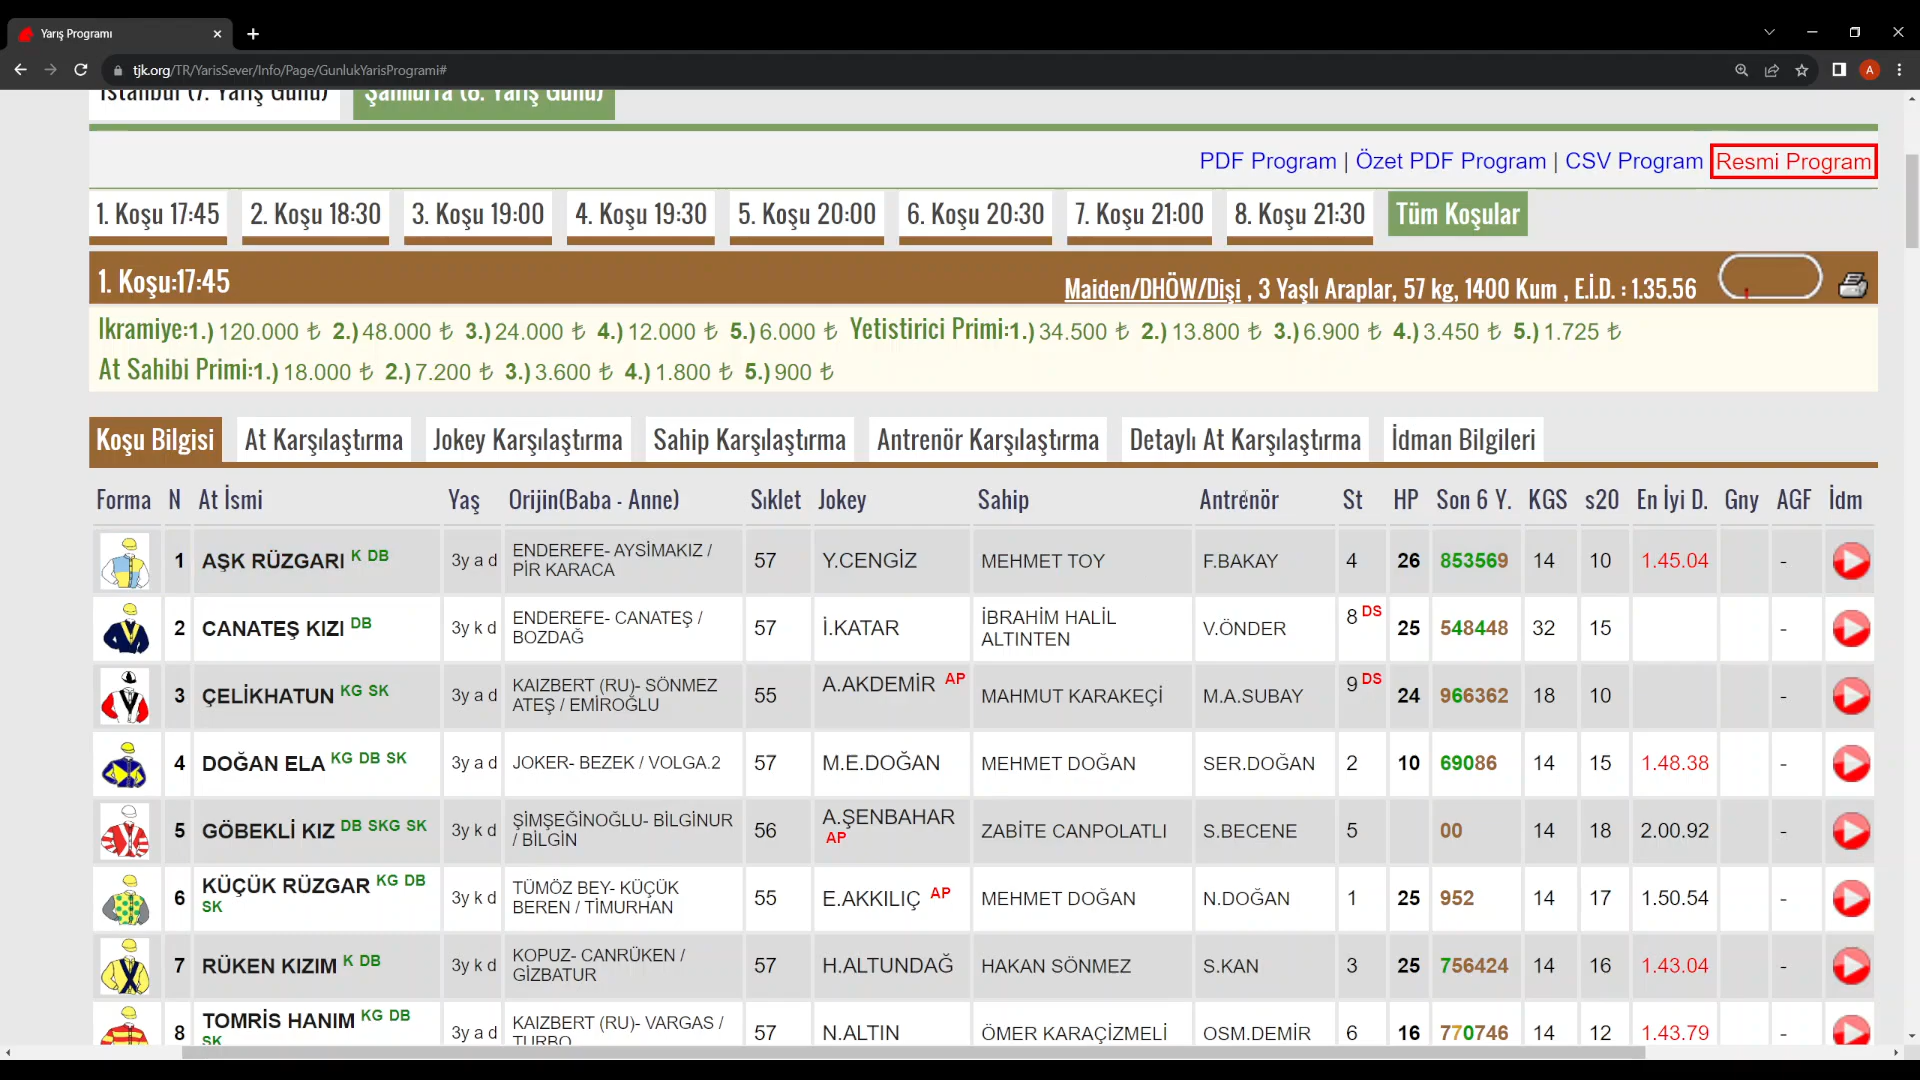 Yarış Programı
tjk.org/TR/YarisSever/Info/Page/GunlukYarisProgrami#
A
İstanbul (7. Yarış Günü) Şanlıurfa (6. Yarış Günü)
PDF Program | Özet PDF Program | CSV Program Resmi Program
1. Koşu 17:45 2. Koşu 18:30 3. Koşu 19:00 4. Koşu 19:30 5. Koşu 20:00 6. Koşu 20:30 7. Koşu 21:00 8. Koşu 21:30 Tüm Koşular
1. Koşu:17:45 Maiden/DHÖW/Dişi , 3 Yaşlı Araplar, 57 kg, 1400 Kum , E.İ.D. : 1.35.56
Ikramiye:1.) 120.000 ₺ 2.) 48.000 ₺ 3.) 24.000 ₺ 4.) 12.000 ₺ 5.) 6.000 ₺ Yetistirici Primi:1.) 34.500 ₺ 2.) 13.800 ₺ 3.) 6.900 ₺ 4.) 3.450 ₺ 5.) 1.725 ₺
At Sahibi Primi:1.) 18.000 ₺ 2.) 7.200 ₺ 3.) 3.600 ₺ 4.) 1.800 ₺ 5.) 900 ₺
Koşu Bilgisi At Karşılaştırma Jokey Karşılaştırma Sahip Karşılaştırma Antrenör Karşılaştırma Detaylı At Karşılaştırma İdman Bilgileri
Forma N At İsmi Yaş Orijin(Baba - Anne) Sıklet Jokey Sahip Antrenör St HP Son 6 Y. KGS s20 En İyi D. Gny AGF İdm
1 AŞK RÜZGARI K DB 3y a d ENDEREFE- AYSİMAKIZ / PİR KARACA 57 Y.CENGİZ MEHMET TOY F.BAKAY 4 26 853569 14 10 1.45.04 -
2 CANATEŞ KIZI DB 3y k d ENDEREFE- CANATEŞ / BOZDAĞ 57 İ.KATAR İBRAHİM HALİL ALTINTEN V.ÖNDER 8 DS 25 548448 32 15 -
3 ÇELİKHATUN KG SK 3y a d KAIZBERT (RU)- SÖNMEZ ATEŞ / EMİROĞLU 55 A.AKDEMİR AP MAHMUT KARAKEÇİ M.A.SUBAY 9 DS 24 966362 18 10 -
4 DOĞAN ELA KG DB SK 3y a d JOKER- BEZEK / VOLGA.2 57 M.E.DOĞAN MEHMET DOĞAN SER.DOĞAN 2 10 69086 14 15 1.48.38 -
5 GÖBEKLİ KIZ DB SKG SK 3y k d ŞİMŞEĞİNOĞLU- BİLGİNUR / BİLGİN 56 A.ŞENBAHAR AP ZABİTE CANPOLATLI S.BECENE 5 00 14 18 2.00.92 -
6 KÜÇÜK RÜZGAR KG DB SK 3y k d TÜMÖZ BEY- KÜÇÜK BEREN / TİMURHAN 55 E.AKKILIÇ AP MEHMET DOĞAN N.DOĞAN 1 25 952 14 17 1.50.54 -
7 RÜKEN KIZIM K DB 3y k d KOPUZ- CANRÜKEN / GİZBATUR 57 H.ALTUNDAĞ HAKAN SÖNMEZ S.KAN 3 25 756424 14 16 1.43.04 -
8 TOMRİS HANIM KG DB SK 3y a d KAIZBERT (RU)- VARGAS / TURBO 57 N.ALTIN ÖMER KARAÇİZMELİ OSM.DEMİR 6 16 770746 14 12 1.43.79 -